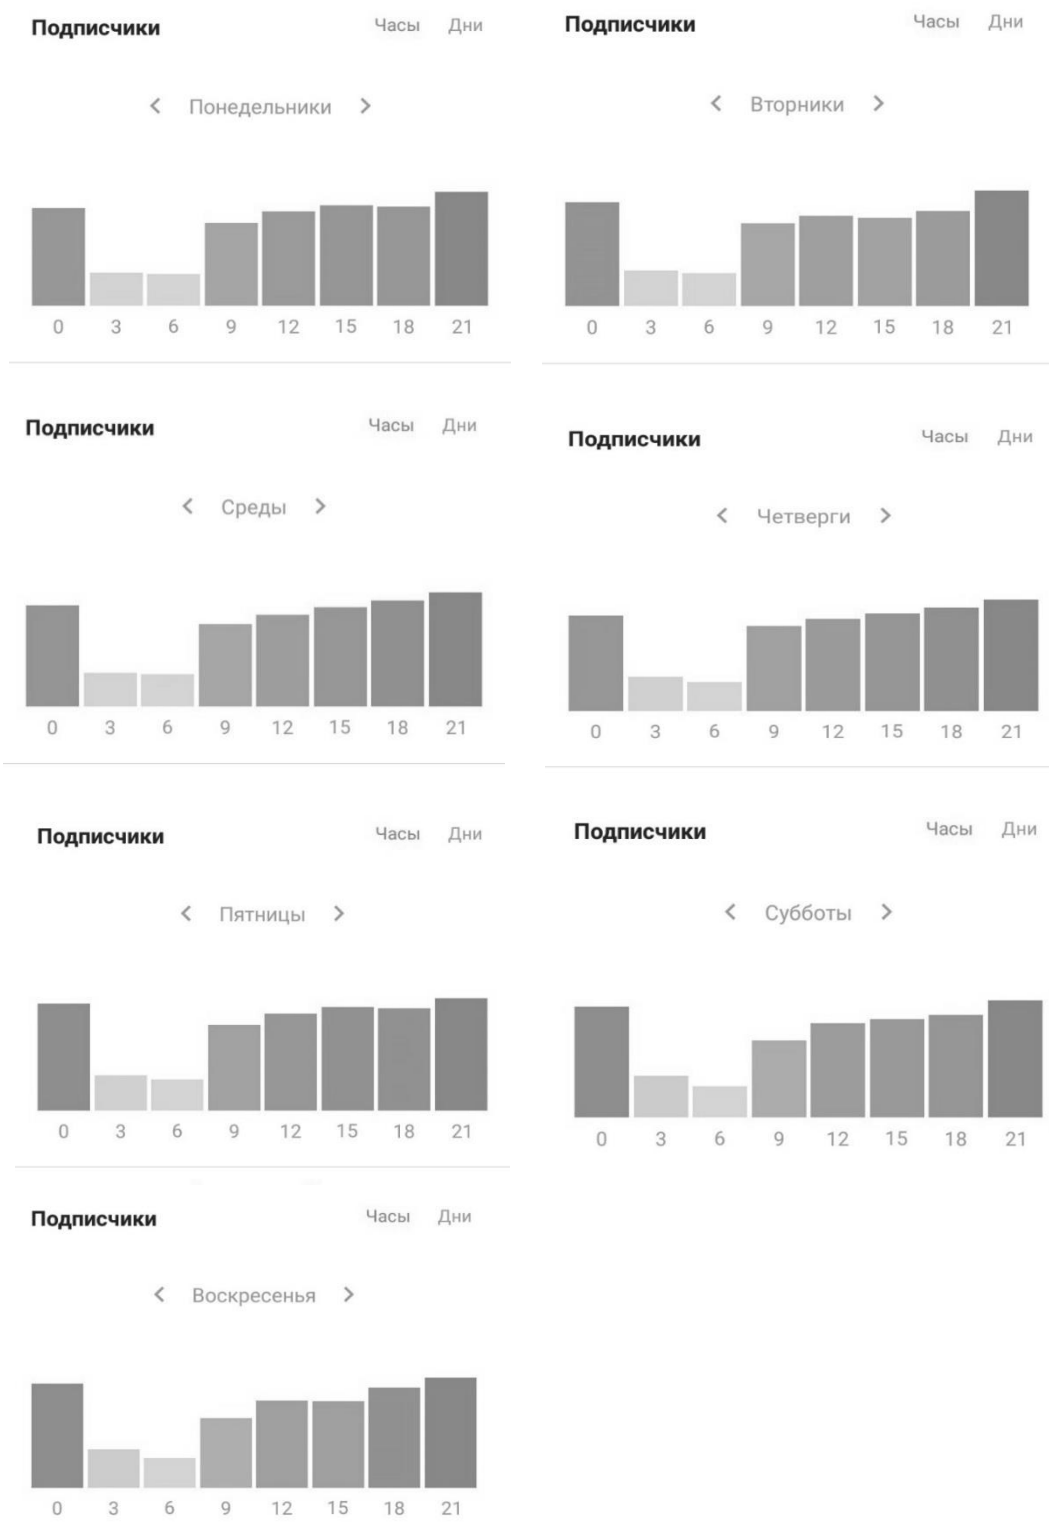 Подписчики Часы Дни
< Понедельники >
0 3 6 9 12 15 18 21
Подписчики Часы Дни
< Вторники >
0 3 6 9 12 15 18 21
Подписчики Часы Дни
< Среды >
0 3 6 9 12 15 18 21
Подписчики Часы Дни
< Четверги >
0 3 6 9 12 15 18 21
Подписчики Часы Дни
< Пятницы >
0 3 6 9 12 15 18 21
Подписчики Часы Дни
< Субботы >
0 3 6 9 12 15 18 21
Подписчики Часы Дни
< Воскресенья >
0 3 6 9 12 15 18 21